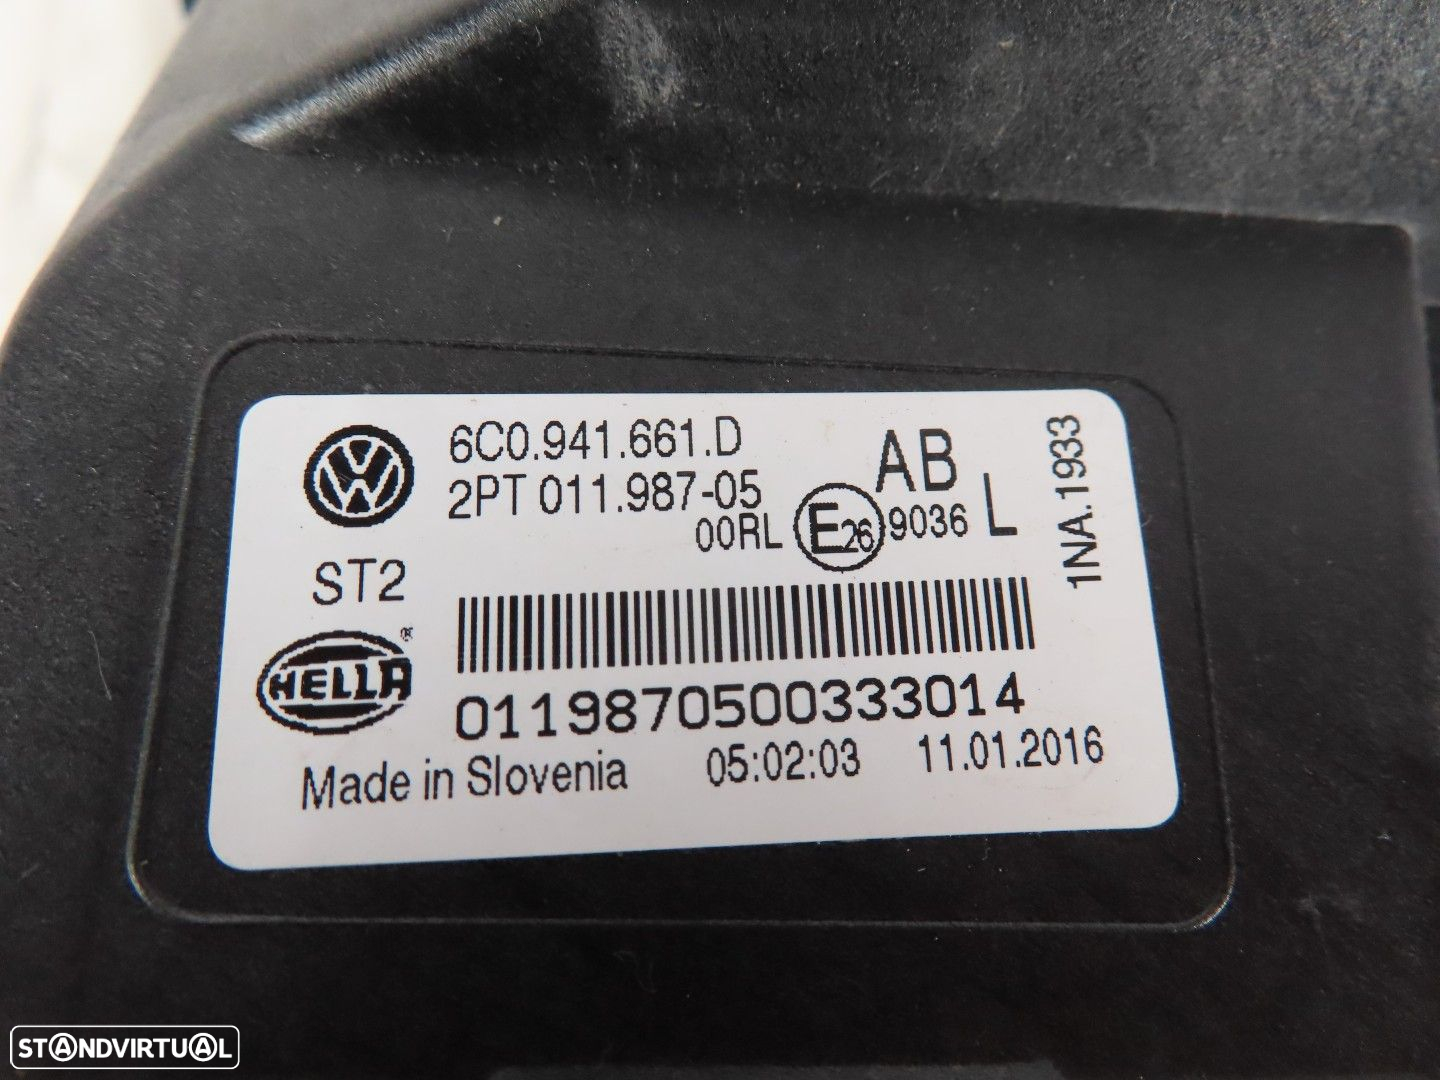 6C0.941.661.D
2PT 011.987-05
00RL E26 9036
AB
L
1NA.1933
ST2
HELLA®
0119870500333014
Made in Slovenia 05:02:03 11.01.2016
STANDVIRTUAL